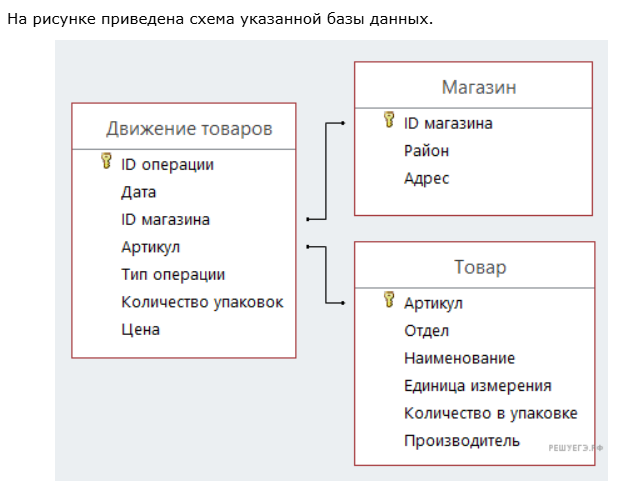 На рисунке приведена схема указанной базы данных.
Движение товаров
ID операции
Дата
ID магазина
Артикул
Тип операции
Количество упаковок
Цена
Магазин
ID магазина
Район
Адрес
Товар
Артикул
Отдел
Наименование
Единица измерения
Количество в упаковке
Производитель
РЕШУЕГЭ.РФ